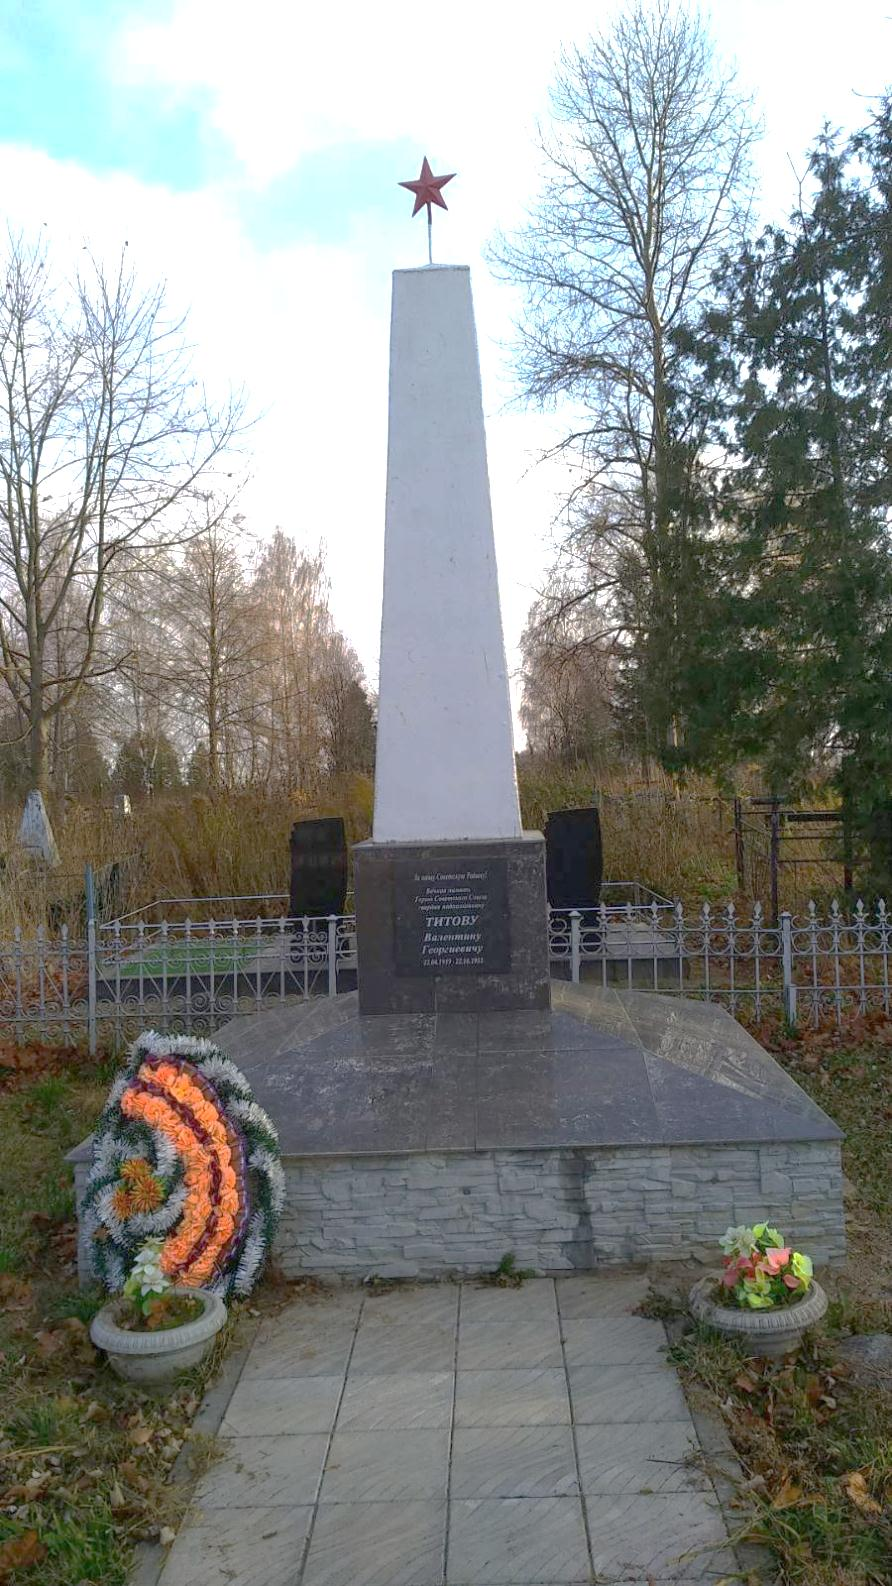 За нашу Советскую Родину!
Вечная память
Герою Советского Союза
гвардии подполковнику
ТИТОВУ
Валентину
Георгиевичу